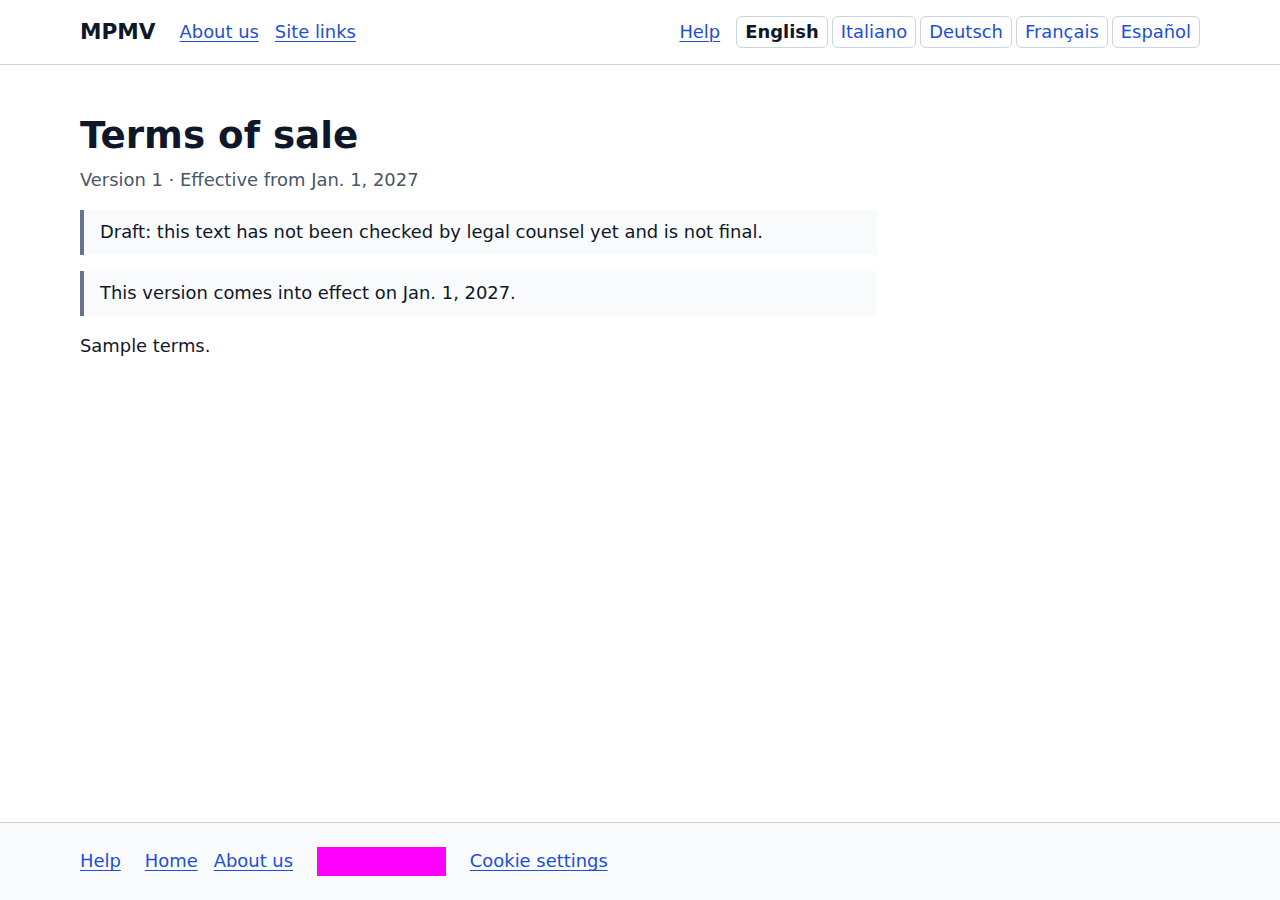 MPMV About us Site links Help English Italiano Deutsch Français Español
Terms of sale
Version 1 · Effective from Jan. 1, 2027
Draft: this text has not been checked by legal counsel yet and is not final.
This version comes into effect on Jan. 1, 2027.
Sample terms.
Help Home About us Cookie settings